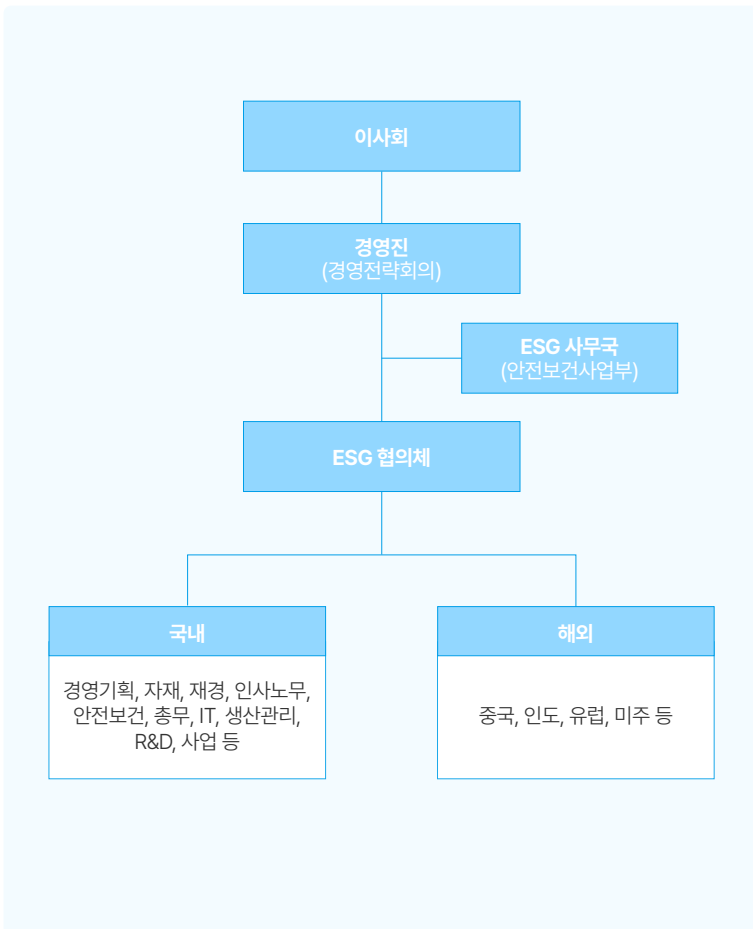 이사회
경영진
(경영전략회의)
ESG 사무국
(안전보건사업부)
ESG 협의체
국내
경영기획, 자재, 재경, 인사노무,
안전보건, 총무, IT, 생산관리,
R&D, 사업 등
해외
중국, 인도, 유럽, 미주 등